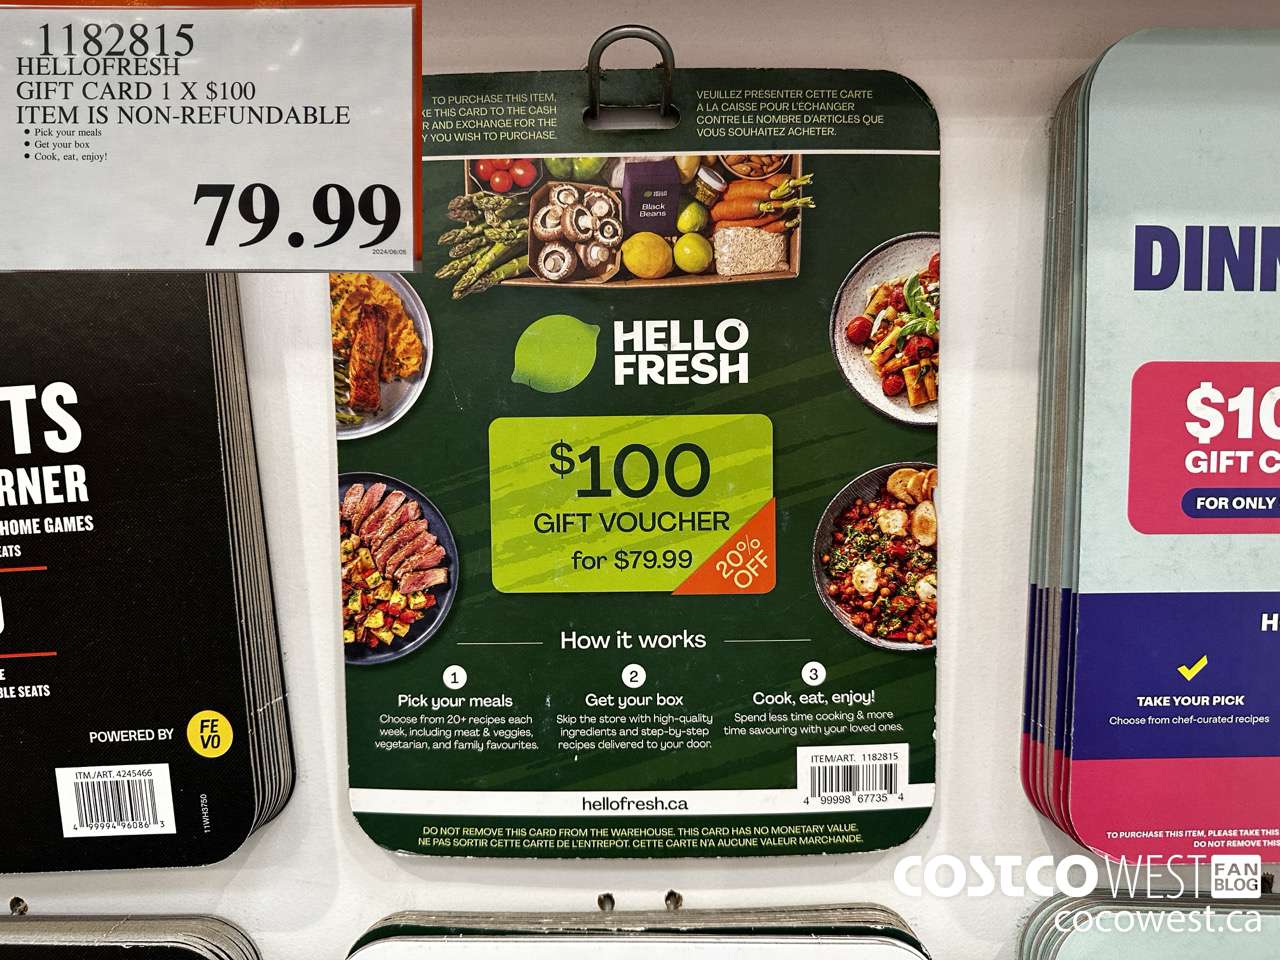 1182815
HELLOFRESH
GIFT CARD 1 X $100
ITEM IS NON-REFUNDABLE
• Pick your meals
• Get your box
• Cook, eat, enjoy!
79.99
2024/06/05
TO PURCHASE THIS ITEM,
KE THIS CARD TO THE CASH
R AND EXCHANGE FOR THE
Y YOU WISH TO PURCHASE.
VEUILLEZ PRESENTER CETTE CARTE
À LA CAISSE POUR L'ÉCHANGER
CONTRE LE NOMBRE D'ARTICLES QUE
VOUS SOUHAITEZ ACHETER.
Black
Beans
HELLO
FRESH
$100
GIFT VOUCHER
for $79.99
20%
OFF
How it works
1
Pick your meals
Choose from 20+ recipes each
week, including meat & veggies,
vegetarian, and family favourites.
2
Get your box
Skip the store with high-quality
ingredients and step-by-step
recipes delivered to your door.
3
Cook, eat, enjoy!
Spend less time cooking & more
time savouring with your loved ones.
ITEM/ART. 1182815
4 99998 67735 4
hellofresh.ca
DO NOT REMOVE THIS CARD FROM THE WAREHOUSE, THIS CARD HAS NO MONETARY VALUE.
NE PAS SORTIR CETTE CARTE DE L'ENTREPÔT. CETTE CARTE N'A AUCUNE VALEUR MARCHANDE.
TS
RNER
HOME GAMES
EATS
E
BLE SEATS
POWERED BY
FE
VO
ITM./ART. 4245466
4 99994 96086 3
11WH3750
DINN
$10
GIFT C
FOR ONLY
H
TAKE YOUR PICK
Choose from chef-curated recipes
TO PURCHASE THIS ITEM, PLEASE TAKE THIS
DO NOT REMOVE THIS
COSTCO WEST FAN
BLOG
cocowest.ca